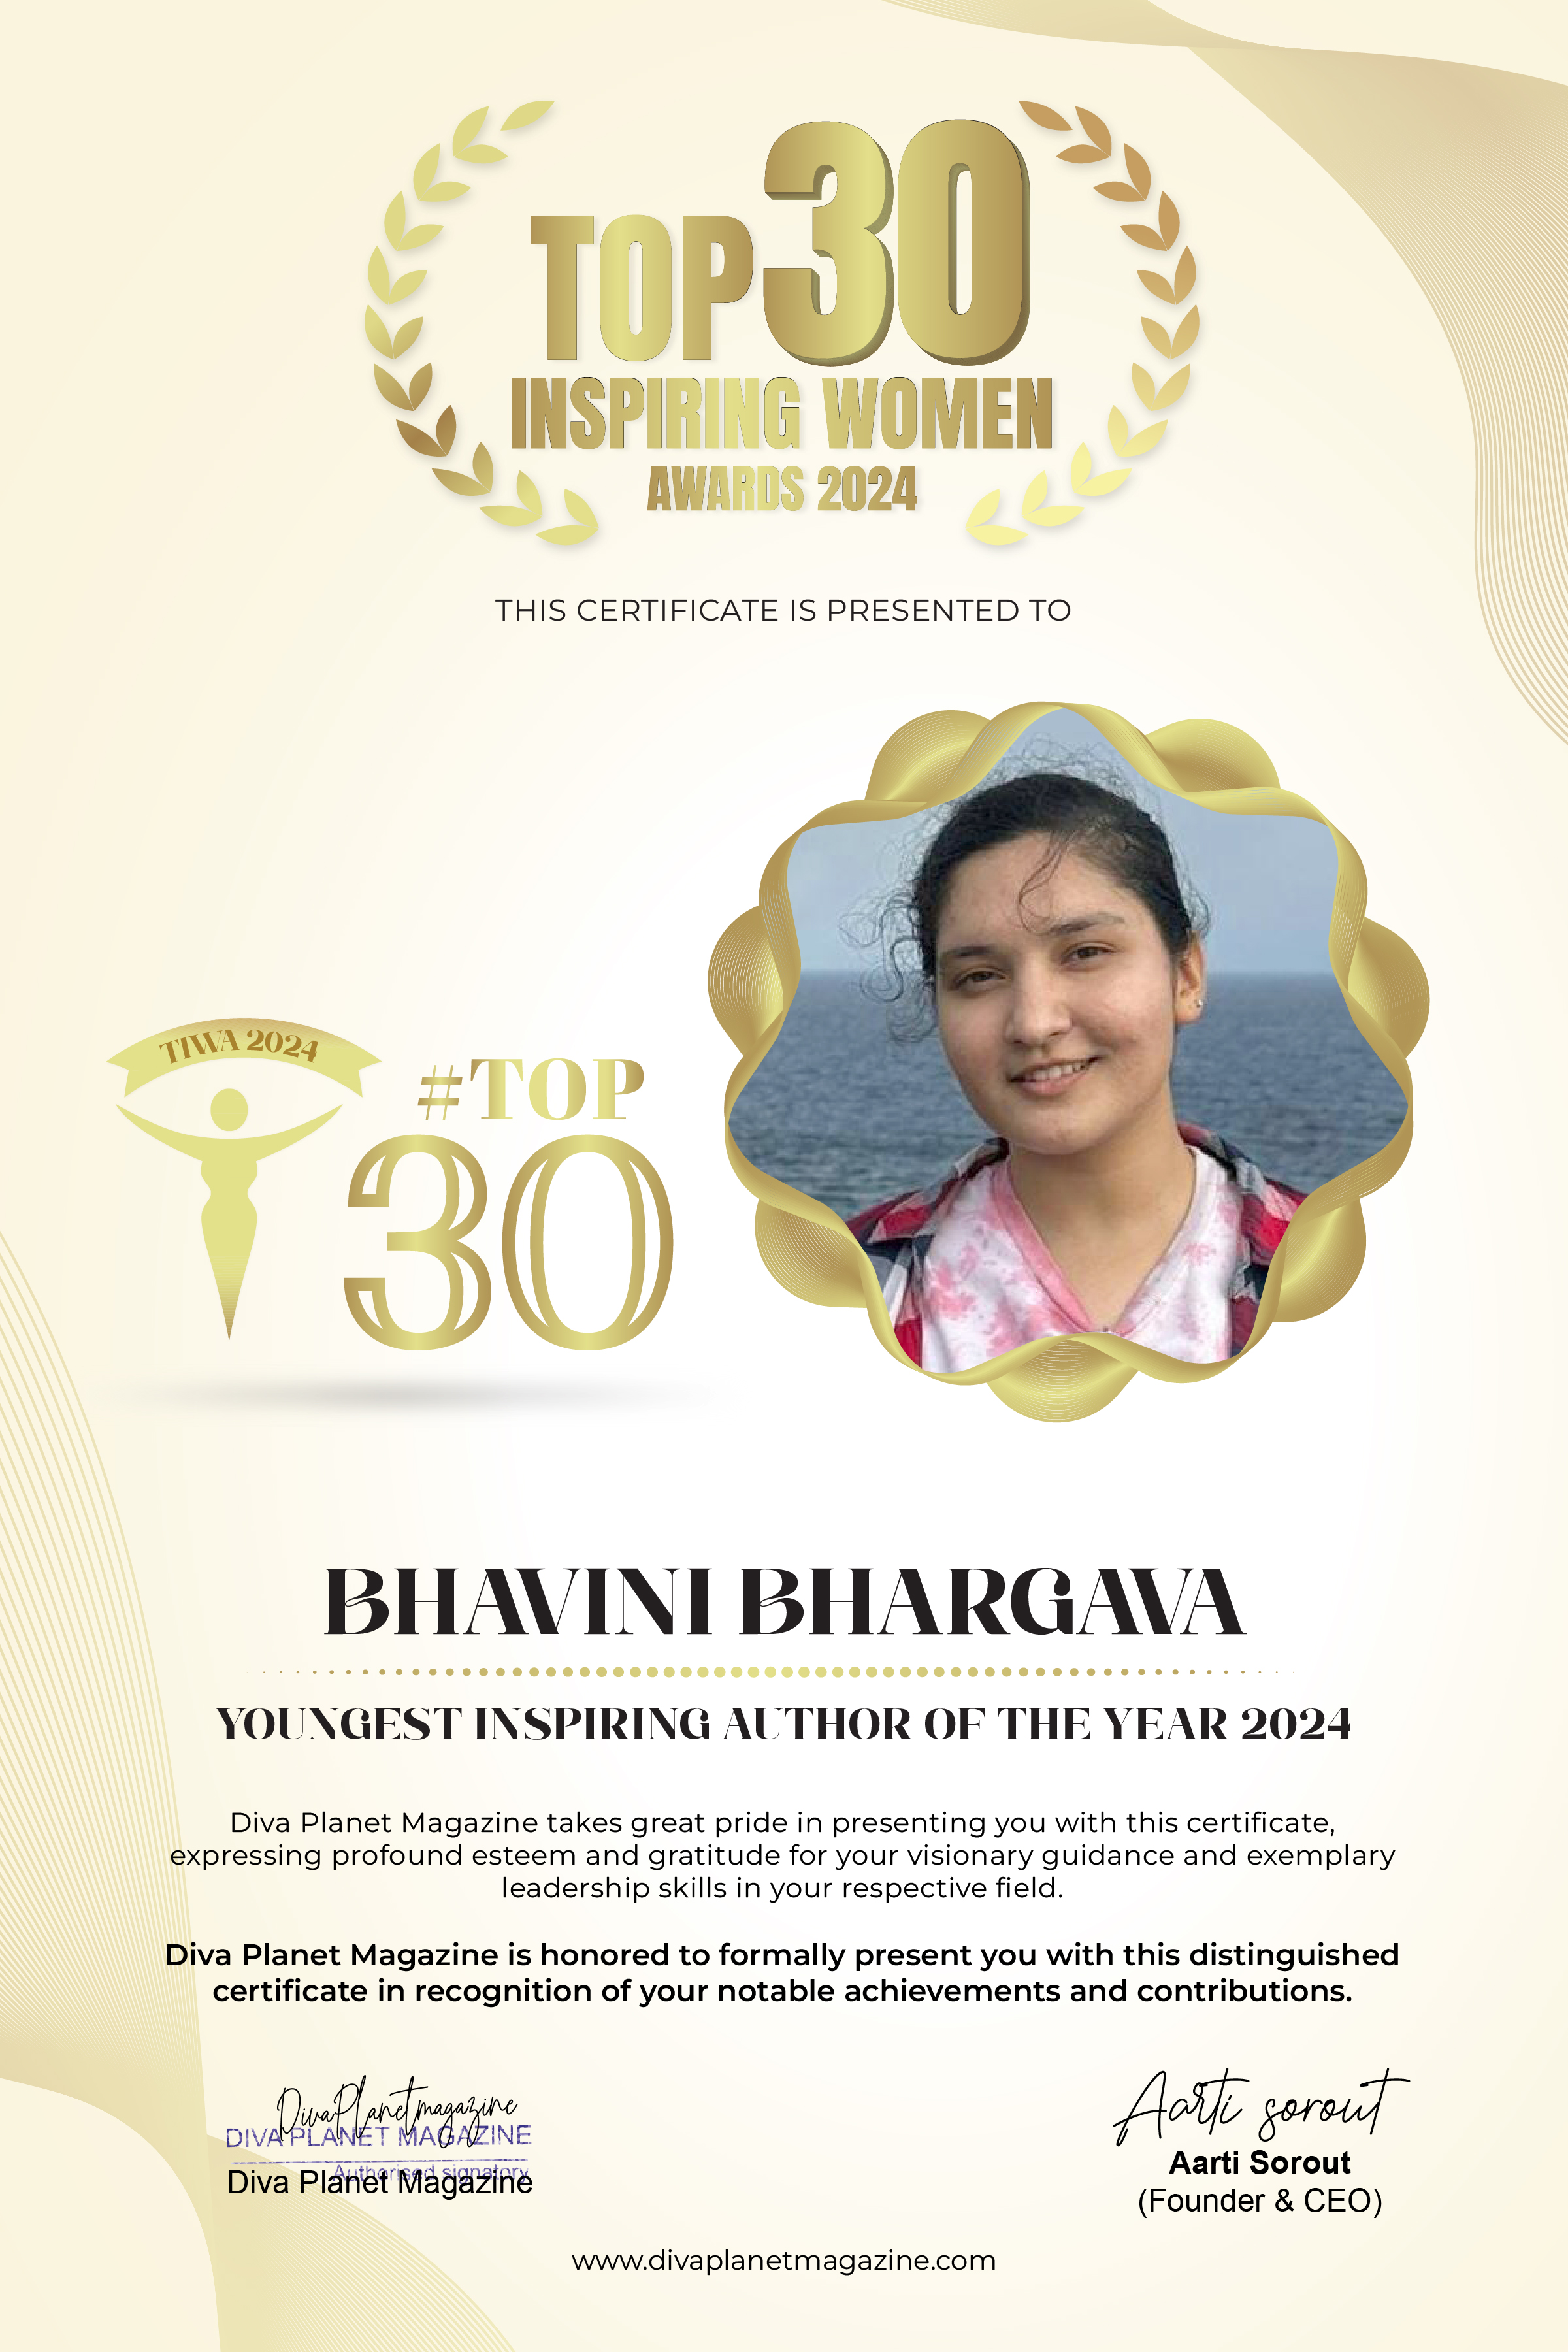 TOP 30
INSPIRING WOMEN
AWARDS 2024
THIS CERTIFICATE IS PRESENTED TO
TIWA 2024
#TOP
30
BHAVINI BHARGAVA
YOUNGEST INSPIRING AUTHOR OF THE YEAR 2024
Diva Planet Magazine takes great pride in presenting you with this certificate,
expressing profound esteem and gratitude for your visionary guidance and exemplary
leadership skills in your respective field.
Diva Planet Magazine is honored to formally present you with this distinguished
certificate in recognition of your notable achievements and contributions.
DivaPlanetmagazine
DIVA PLANET MAGAZINE
Authorised signatory
Diva Planet Magazine
Aarti sorout
Aarti Sorout
(Founder & CEO)
www.divaplanetmagazine.com